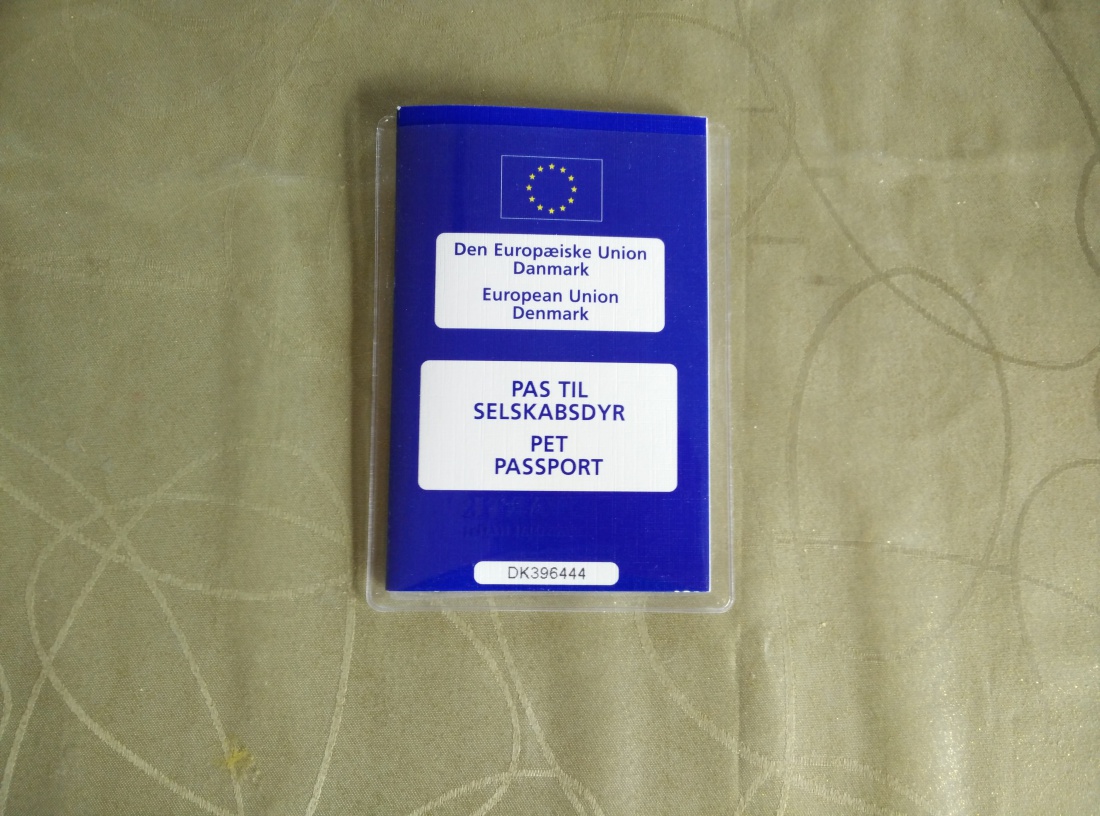 Den Europæiske Union
Danmark
European Union
Denmark
PAS TIL
SELSKABSDYR
PET
PASSPORT
DK396444